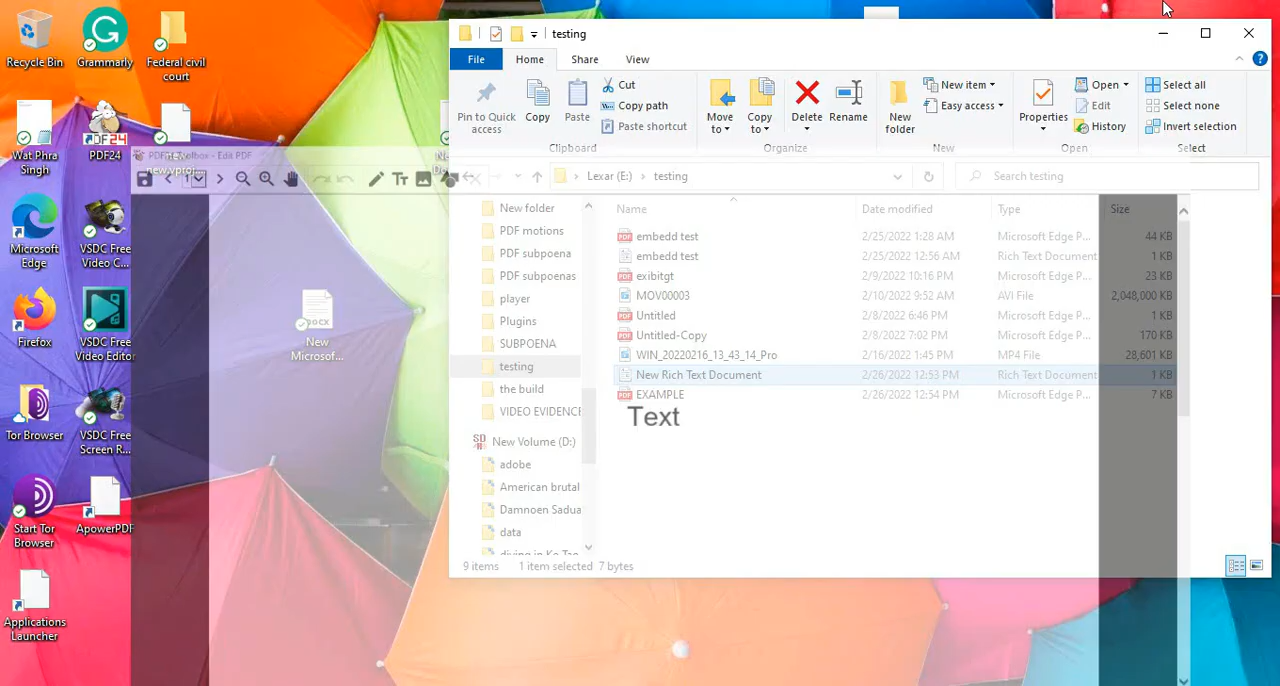 Recycle Bin
Grammarly
Federal civil
court
Wat Phra
Singh
PDF24
new
new.vproj...
Microsoft
Edge
VSDC Free
Video C...
Firefox
VSDC Free
Video Editor
New
Microsof...
Tor Browser
VSDC Free
Screen R...
Start Tor
Browser
ApowerPDF
Applications
Launcher
Edit PDF
testing
File
Home
Share
View
Pin to Quick
access
Copy
Paste
Cut
Copy path
Paste shortcut
Clipboard
Move
to
Copy
to
Delete
Rename
Organize
New
folder
New item
Easy access
New
Properties
Open
Edit
History
Open
Select all
Select none
Invert selection
Select
Lexar (E:) > testing
Search testing
New folder
PDF motions
PDF subpoena
PDF subpoenas
player
Plugins
SUBPOENA
testing
the build
VIDEO EVIDENCE
New Volume (D:)
adobe
American brutal
Damnoen Sadua
data
diving in Ko Tao
Name Date modified Type Size
embedd test 2/25/2022 1:28 AM Microsoft Edge P... 44 KB
embedd test 2/25/2022 12:56 AM Rich Text Document 1 KB
exibitgt 2/9/2022 10:16 PM Microsoft Edge P... 23 KB
MOV00003 2/10/2022 9:52 AM AVI File 2,048,000 KB
Untitled 2/8/2022 6:46 PM Microsoft Edge P... 1 KB
Untitled-Copy 2/8/2022 7:02 PM Microsoft Edge P... 170 KB
WIN_20220216_13_43_14_Pro 2/16/2022 1:45 PM MP4 File 28,601 KB
New Rich Text Document 2/26/2022 12:53 PM Rich Text Document 1 KB
EXAMPLE 2/26/2022 12:54 PM Microsoft Edge P... 7 KB
Text
9 items 1 item selected 7 bytes